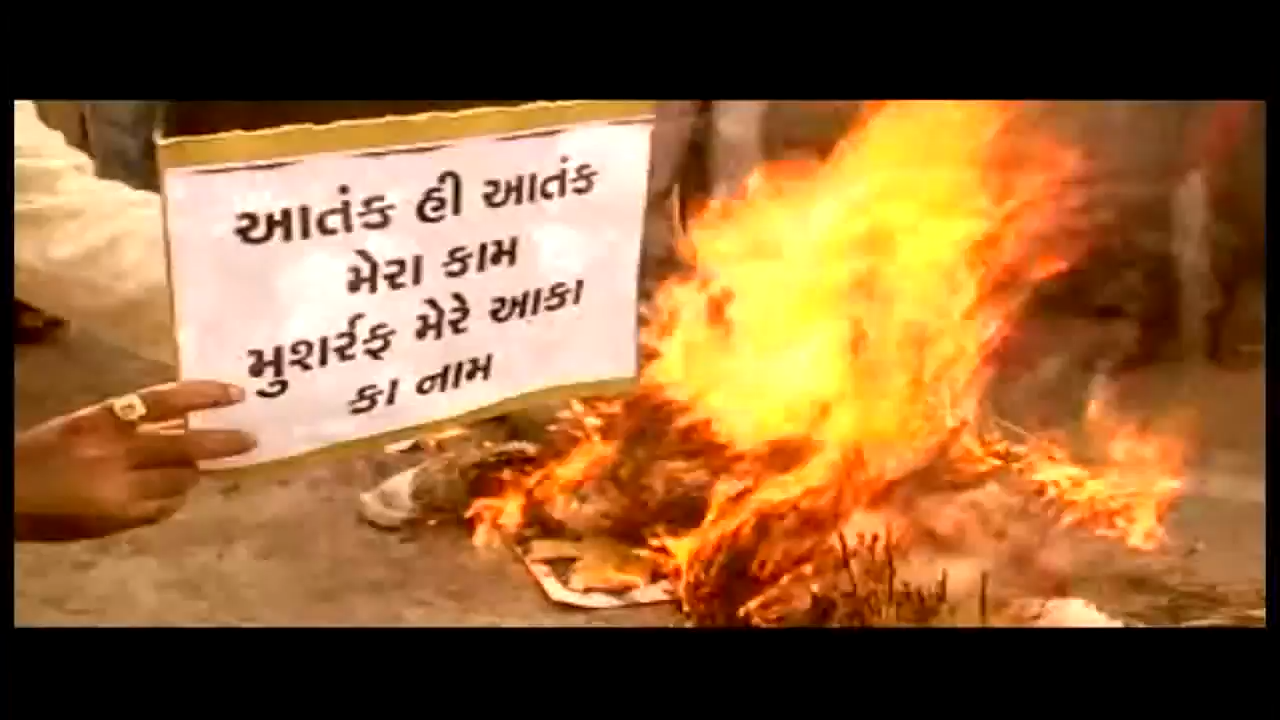 આતંક હી આતંક
મેરા કામ
મુશર્રફ મેરે આકા
કા નામ